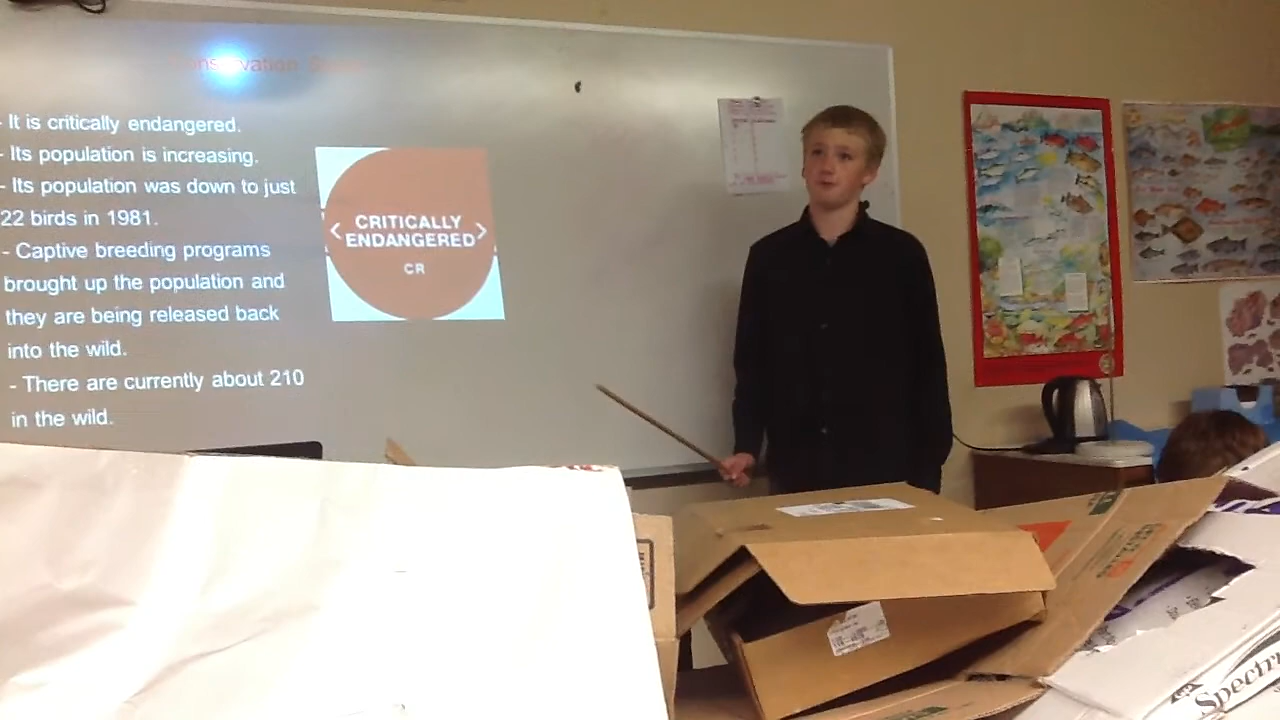 Conservation
- It is critically endangered.
- Its population is increasing.
- Its population was down to just
22 birds in 1981.
- Captive breeding programs
brought up the population and
they are being released back
into the wild.
- There are currently about 210
in the wild.
< CRITICALLY
ENDANGERED >
CR